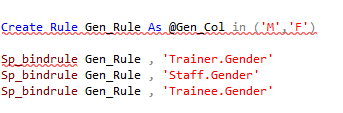 Create Rule Gen_Rule As @Gen_Col in ('M','F')
Sp_bindrule Gen_Rule , 'Trainer.Gender'
Sp_bindrule Gen_Rule , 'Staff.Gender'
Sp_bindrule Gen_Rule , 'Trainee.Gender'